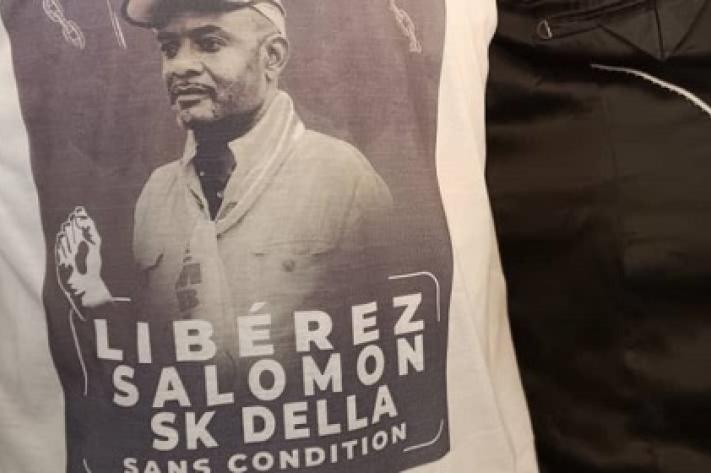 LIBÉREZ
SALOMON
SK DELLA
SANS CONDITION